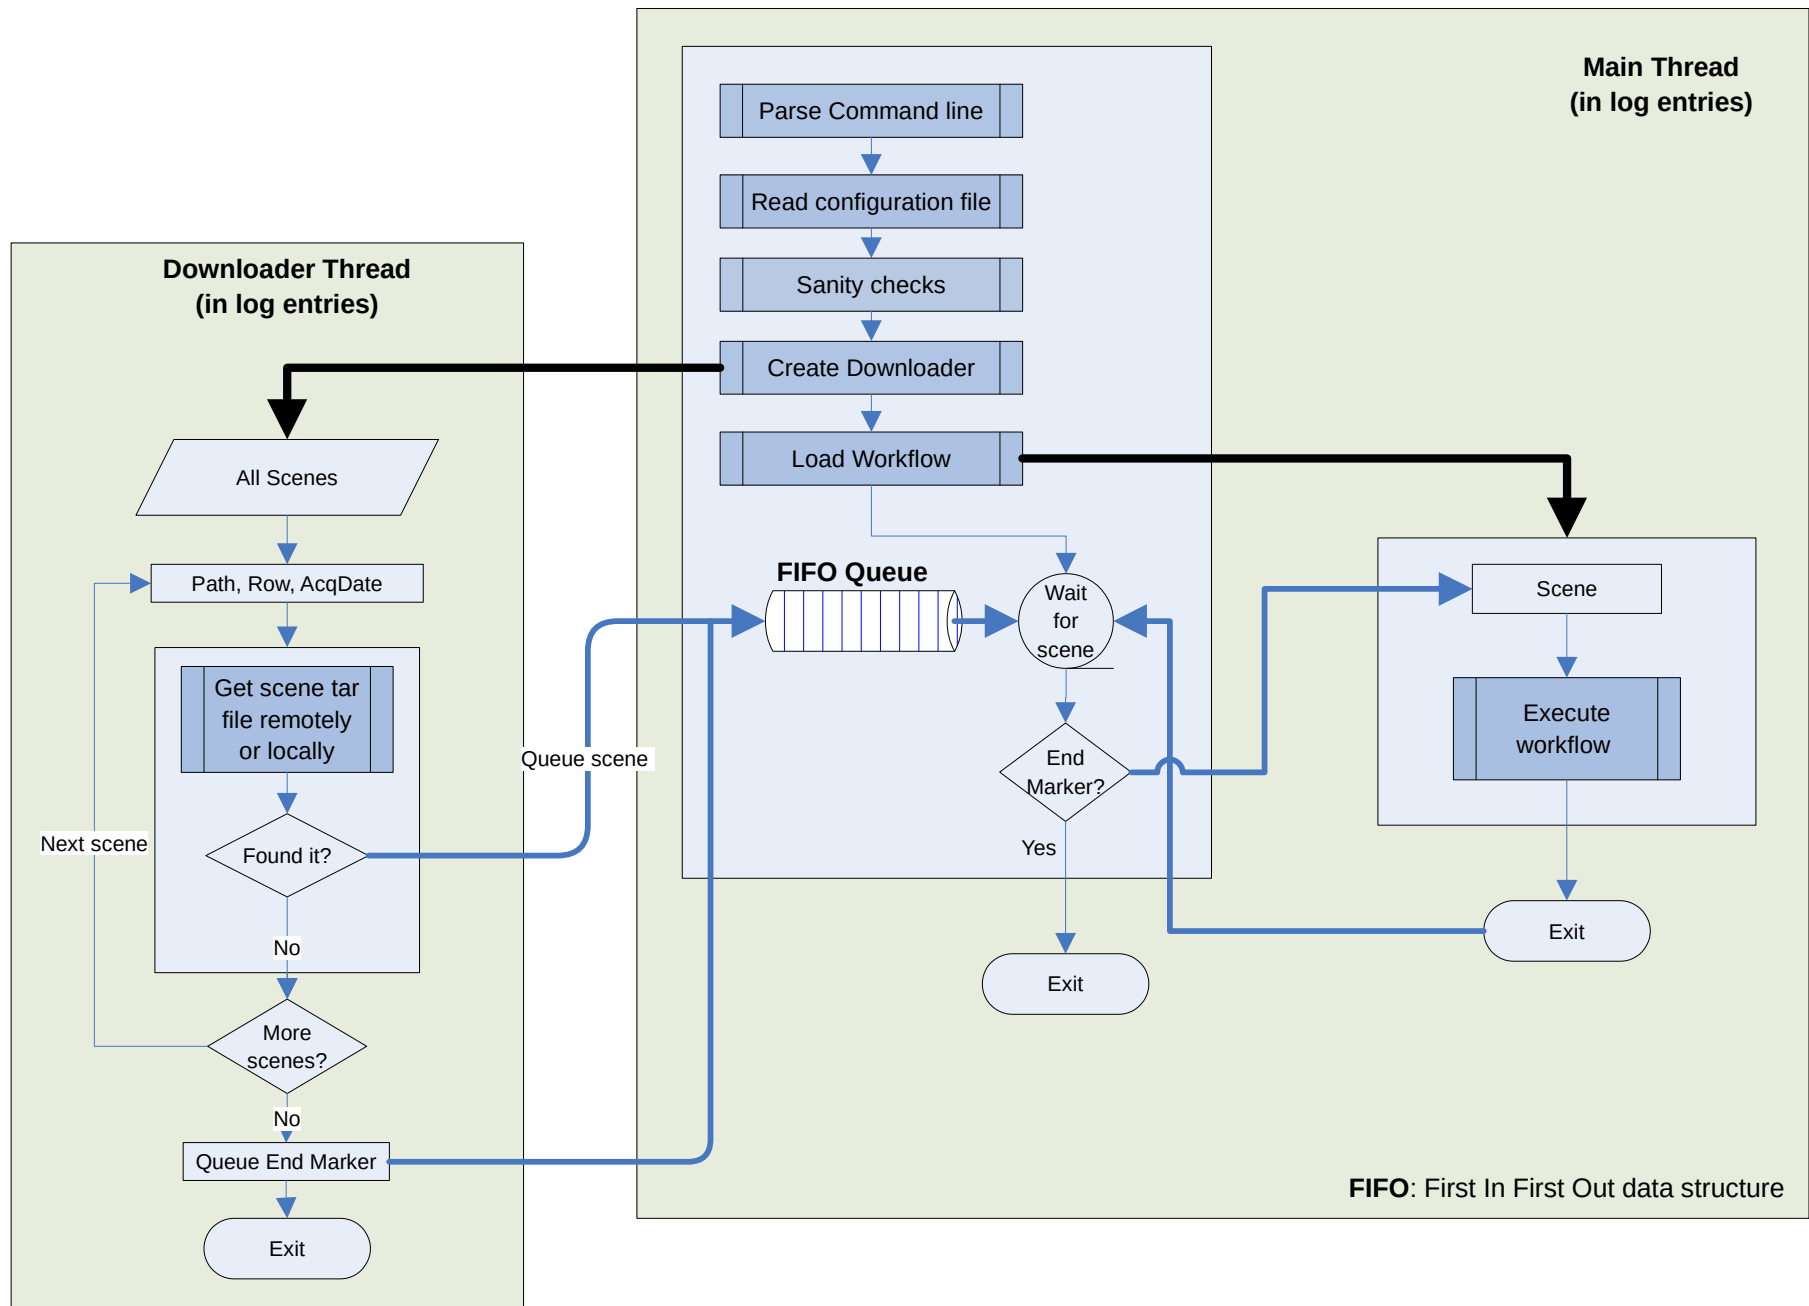 Main Thread
(in log entries)
Parse Command line
Read configuration file
Sanity checks
Create Downloader
Load Workflow
Downloader Thread
(in log entries)
All Scenes
Path, Row, AcqDate
Get scene tar
file remotely
or locally
Found it?
No
Next scene
More
scenes?
No
Queue End Marker
Exit
Queue scene
FIFO Queue
Wait
for
scene
End
Marker?
Yes
Exit
Scene
Execute
workflow
Exit
FIFO: First In First Out data structure